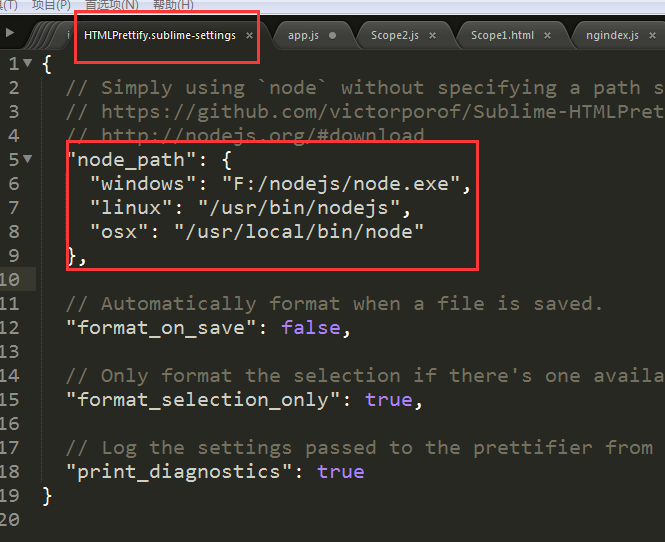 项目(P) 首选项(N) 帮助(H)
HTMLPrettify.sublime-settings × app.js Scope2.js × Scope1.html × ngindex.js ×
1 {
2 // Simply using `node` without specifying a path s
3 // https://github.com/victorporof/Sublime-HTMLPret
4 // http://nodejs.org/#download
5 "node_path": {
6 "windows": "F:/nodejs/node.exe",
7 "linux": "/usr/bin/nodejs",
8 "osx": "/usr/local/bin/node"
9 },
10
11 // Automatically format when a file is saved.
12 "format_on_save": false,
13
14 // Only format the selection if there's one availa
15 "format_selection_only": true,
16
17 // Log the settings passed to the prettifier from
18 "print_diagnostics": true
19 }
20